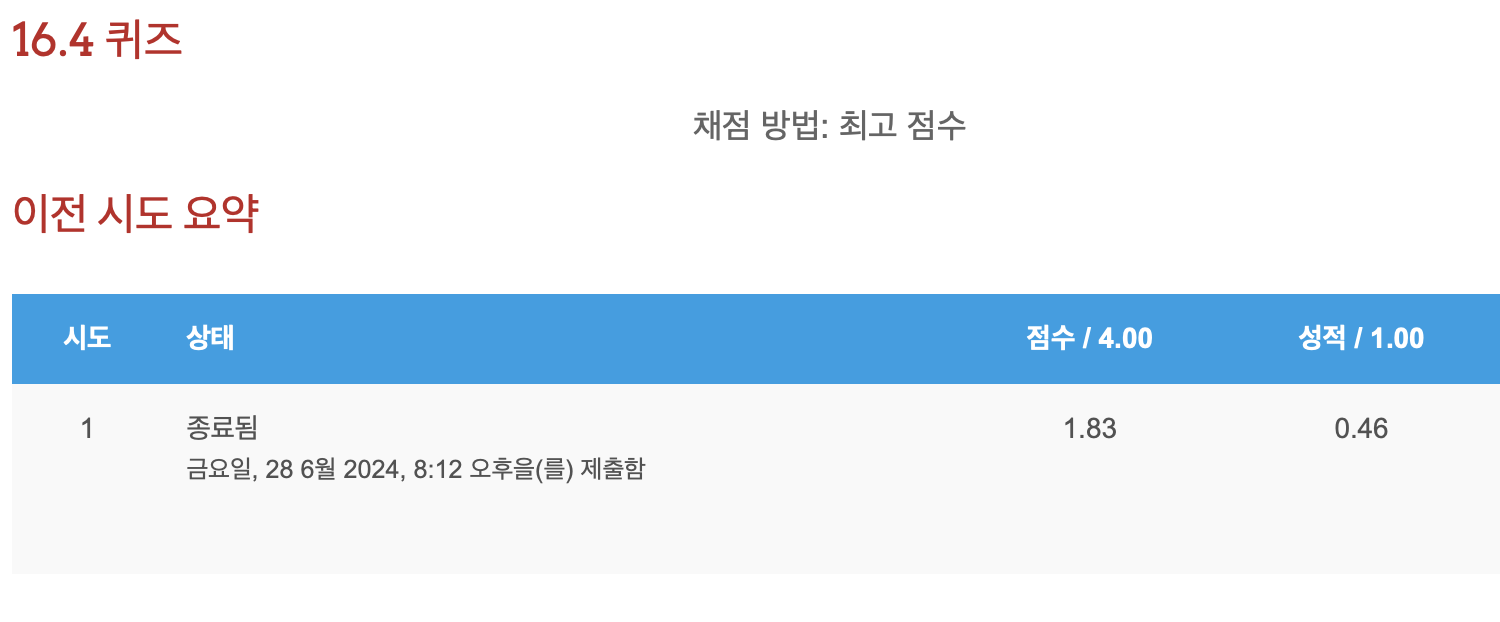 16.4 퀴즈
채점 방법: 최고 점수
이전 시도 요약
시도 상태 점수 / 4.00 성적 / 1.00
1 종료됨 1.83 0.46
금요일, 28 6월 2024, 8:12 오후을(를) 제출함